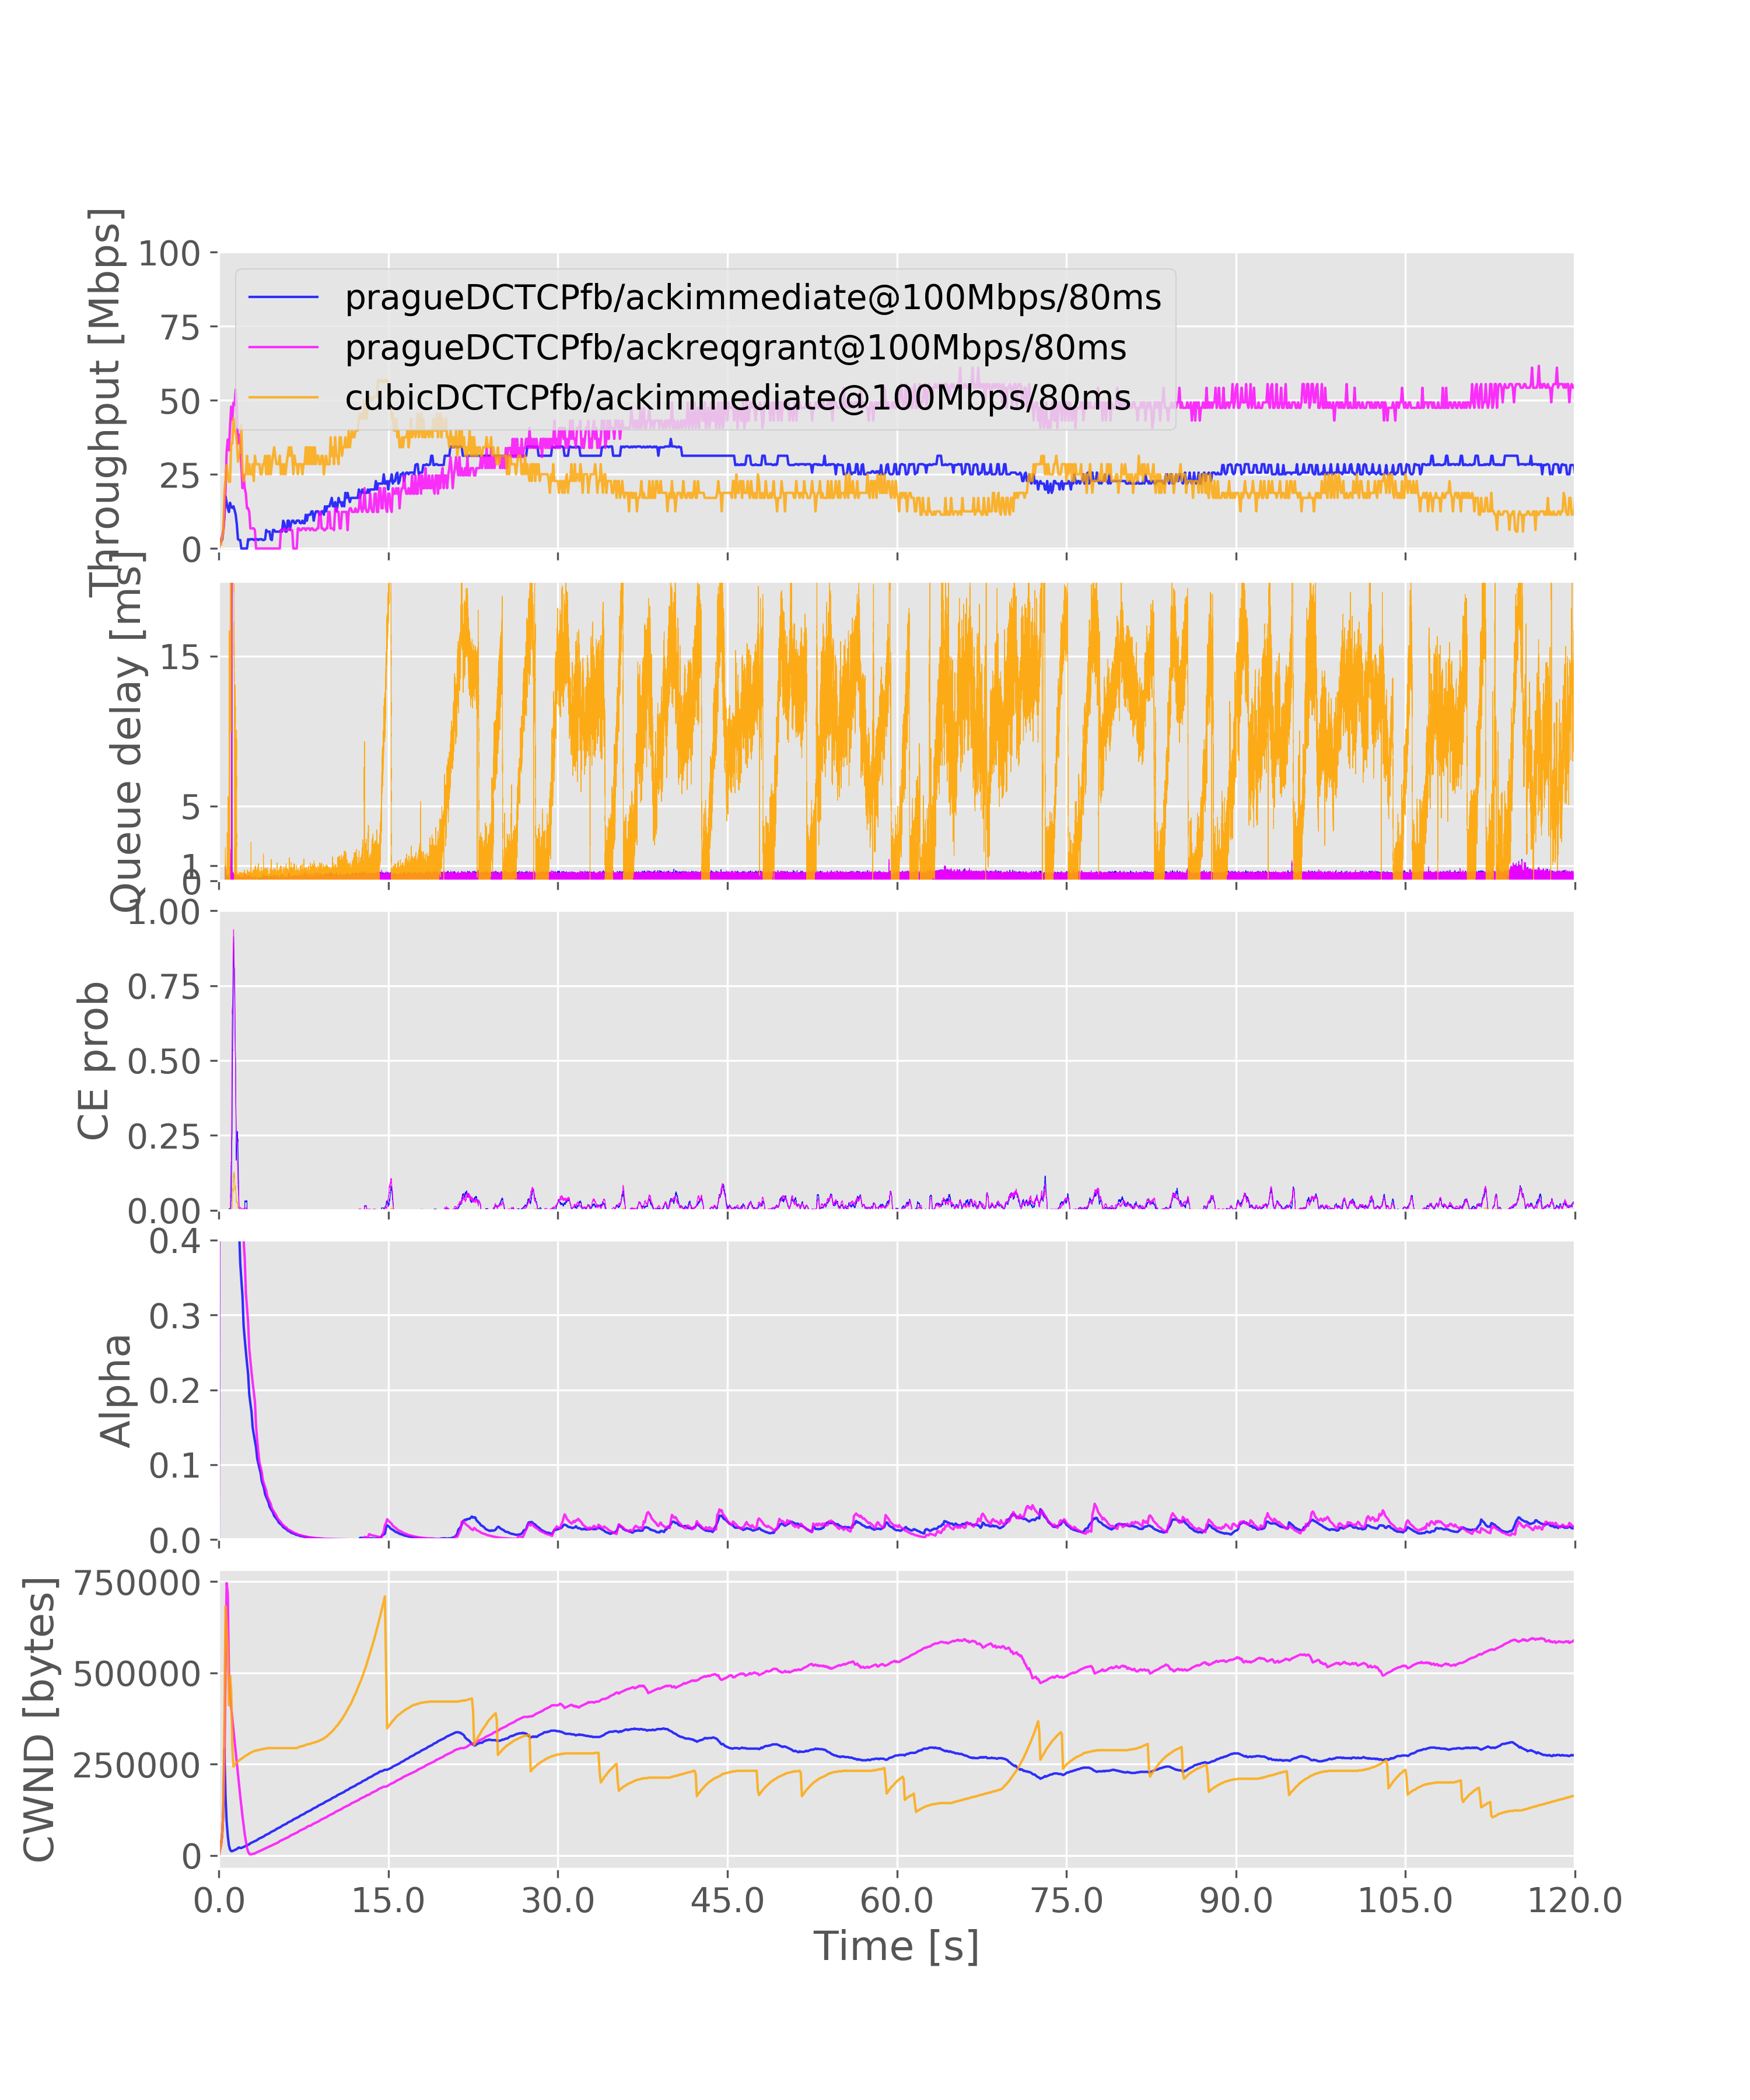 Throughput [Mbps]
100
75
50
25
0
pragueDCTCPfb/ackimmediate@100Mbps/80ms
pragueDCTCPfb/ackreqgrant@100Mbps/80ms
cubicDCTCPfb/ackimmediate@100Mbps/80ms
Queue delay [ms]
15
5
1
0
CE prob
1.00
0.75
0.50
0.25
0.00
Alpha
0.4
0.3
0.2
0.1
0.0
CWND [bytes]
750000
500000
250000
0
0.0 15.0 30.0 45.0 60.0 75.0 90.0 105.0 120.0
Time [s]